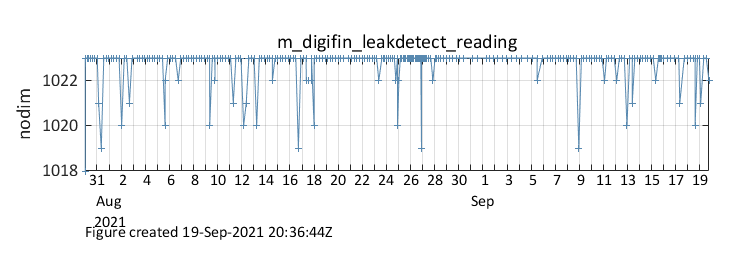 m_digifin_leakdetect_reading
nodim
1022
1020
1018
31 2 4 6 8 10 12 14 16 18 20 22 24 26 28 30 1 3 5 7 9 11 13 15 17 19
Aug Sep
2021
Figure created 19-Sep-2021 20:36:44Z